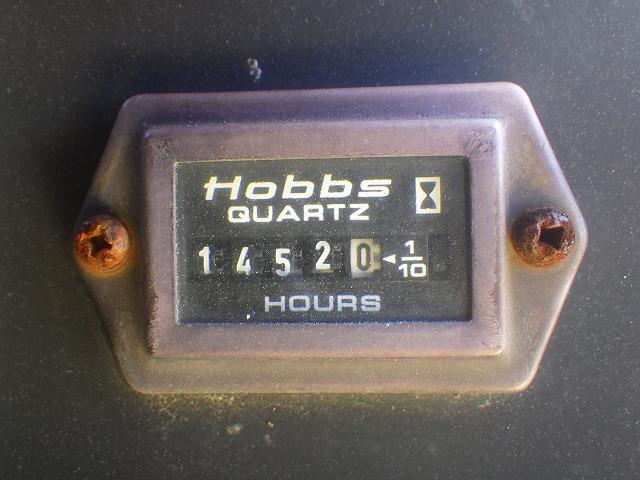 Hobbs
QUARTZ
14520 ◄ 1/10
HOURS